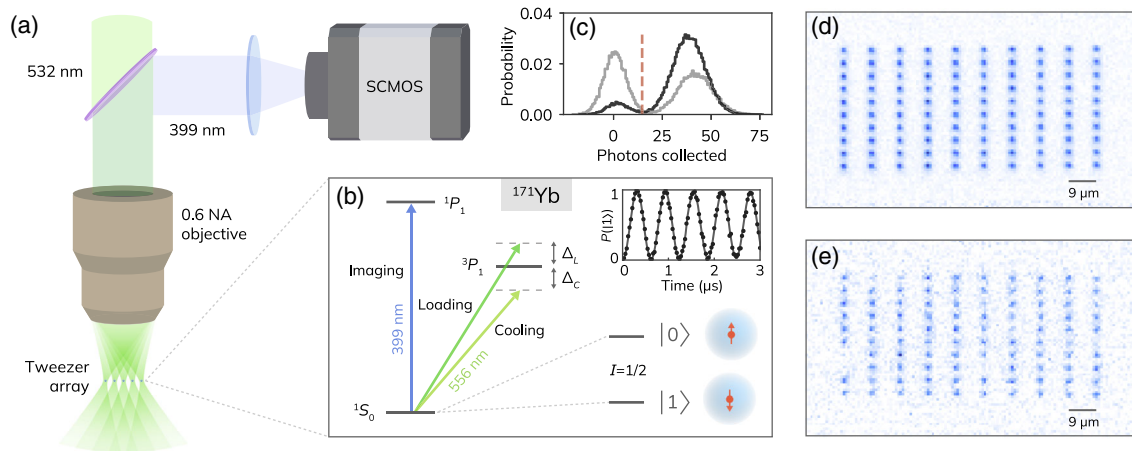 (a)
532 nm
399 nm
SCMOS
0.6 NA
objective
Tweezer
array
(b)
¹P₁
¹⁷¹Yb
³P₁
Δ_L
Δ_C
Imaging
399 nm
Loading
Cooling
556 nm
¹S₀
|0⟩
I=1/2
|1⟩
P(|1⟩)
1
0
0 1 2 3
Time (μs)
(c)
Probability
0.04
0.02
0.00
0 25 50 75
Photons collected
(d)
9 μm
(e)
9 μm